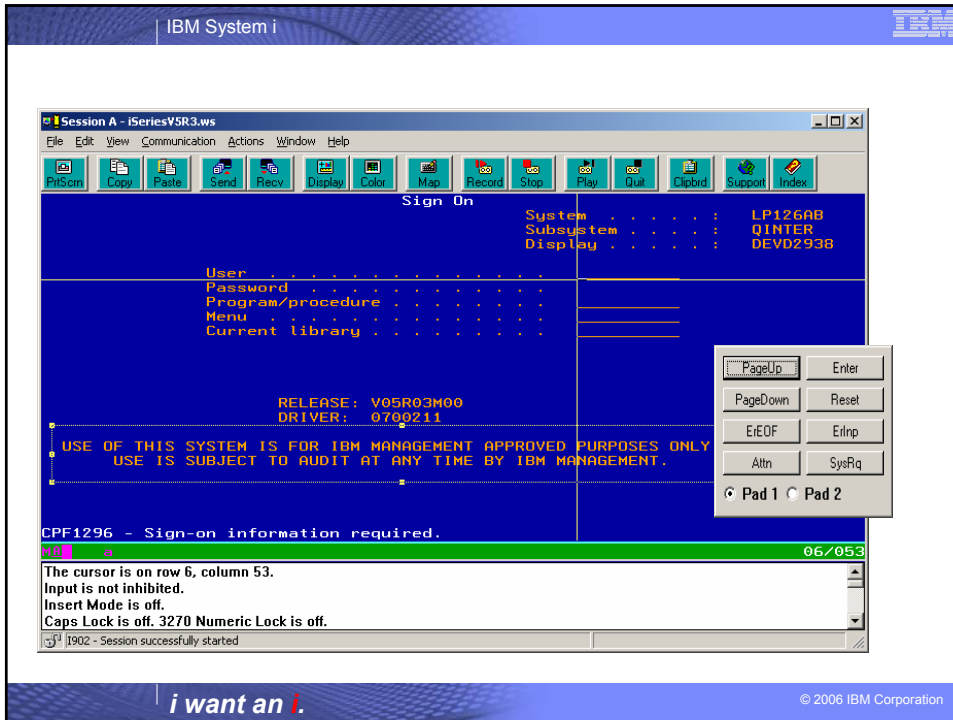 IBM System i
IBM
Session A - iSeriesV5R3.ws
File Edit View Communication Actions Window Help
PrtScrn Copy Paste Send Recv Display Color Map Record Stop Play Quit Clipbrd Support Index
Sign On
System . . . . . : LP126AB
Subsystem . . . . : QINTER
Display . . . . . : DEVD2938
User . . . . . . . . . . . . . .
Password . . . . . . . . . . . .
Program/procedure . . . . . . . .
Menu . . . . . . . . . . . . . .
Current library . . . . . . . . .
RELEASE: V05R03M00
DRIVER: 0700211
USE OF THIS SYSTEM IS FOR IBM MANAGEMENT APPROVED PURPOSES ONLY
USE IS SUBJECT TO AUDIT AT ANY TIME BY IBM MANAGEMENT.
PageUp Enter
PageDown Reset
ErEOF ErInp
Attn SysRq
Pad 1 Pad 2
CPF1296 - Sign-on information required.
MA a 06/053
The cursor is on row 6, column 53.
Input is not inhibited.
Insert Mode is off.
Caps Lock is off. 3270 Numeric Lock is off.
I902 - Session successfully started
i want an i.
© 2006 IBM Corporation